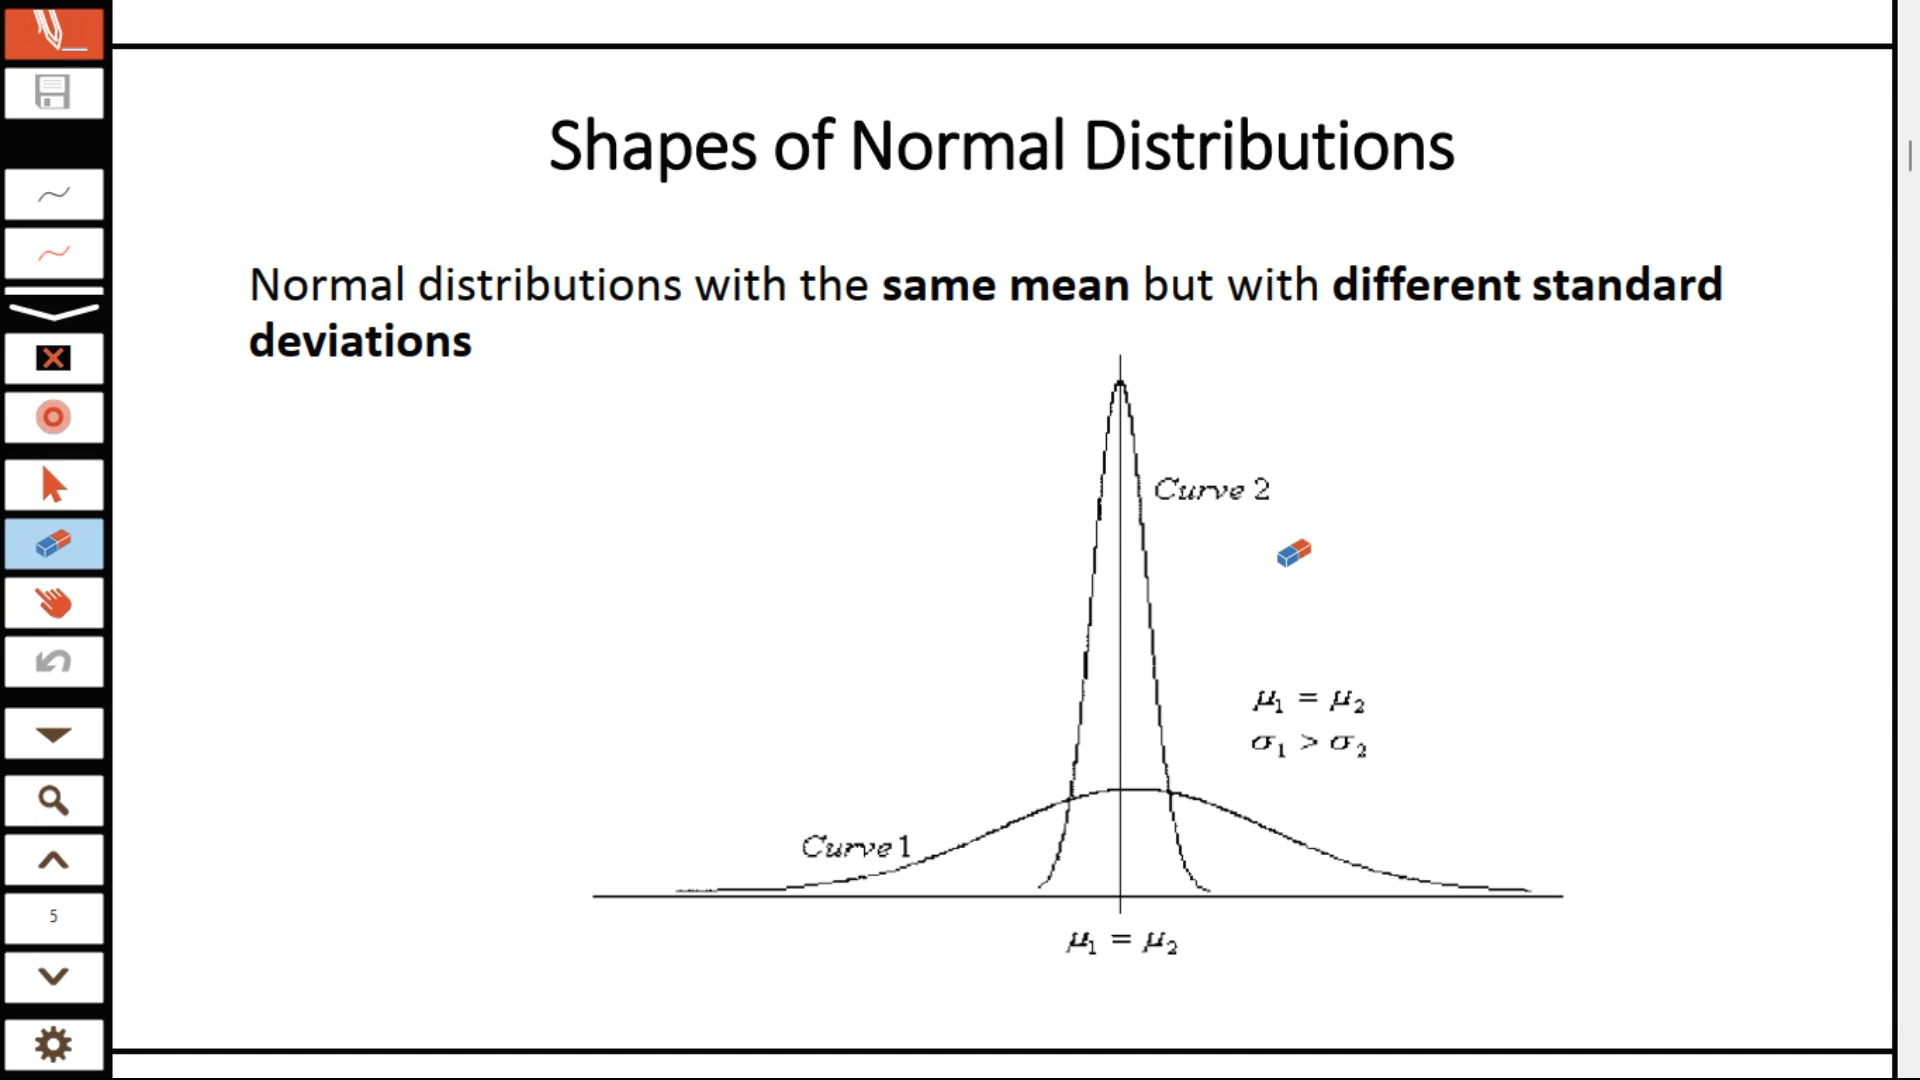 Shapes of Normal Distributions
Normal distributions with the same mean but with different standard
deviations
Curve 2
μ₁ = μ₂
σ₁ > σ₂
Curve 1
μ₁ = μ₂
5